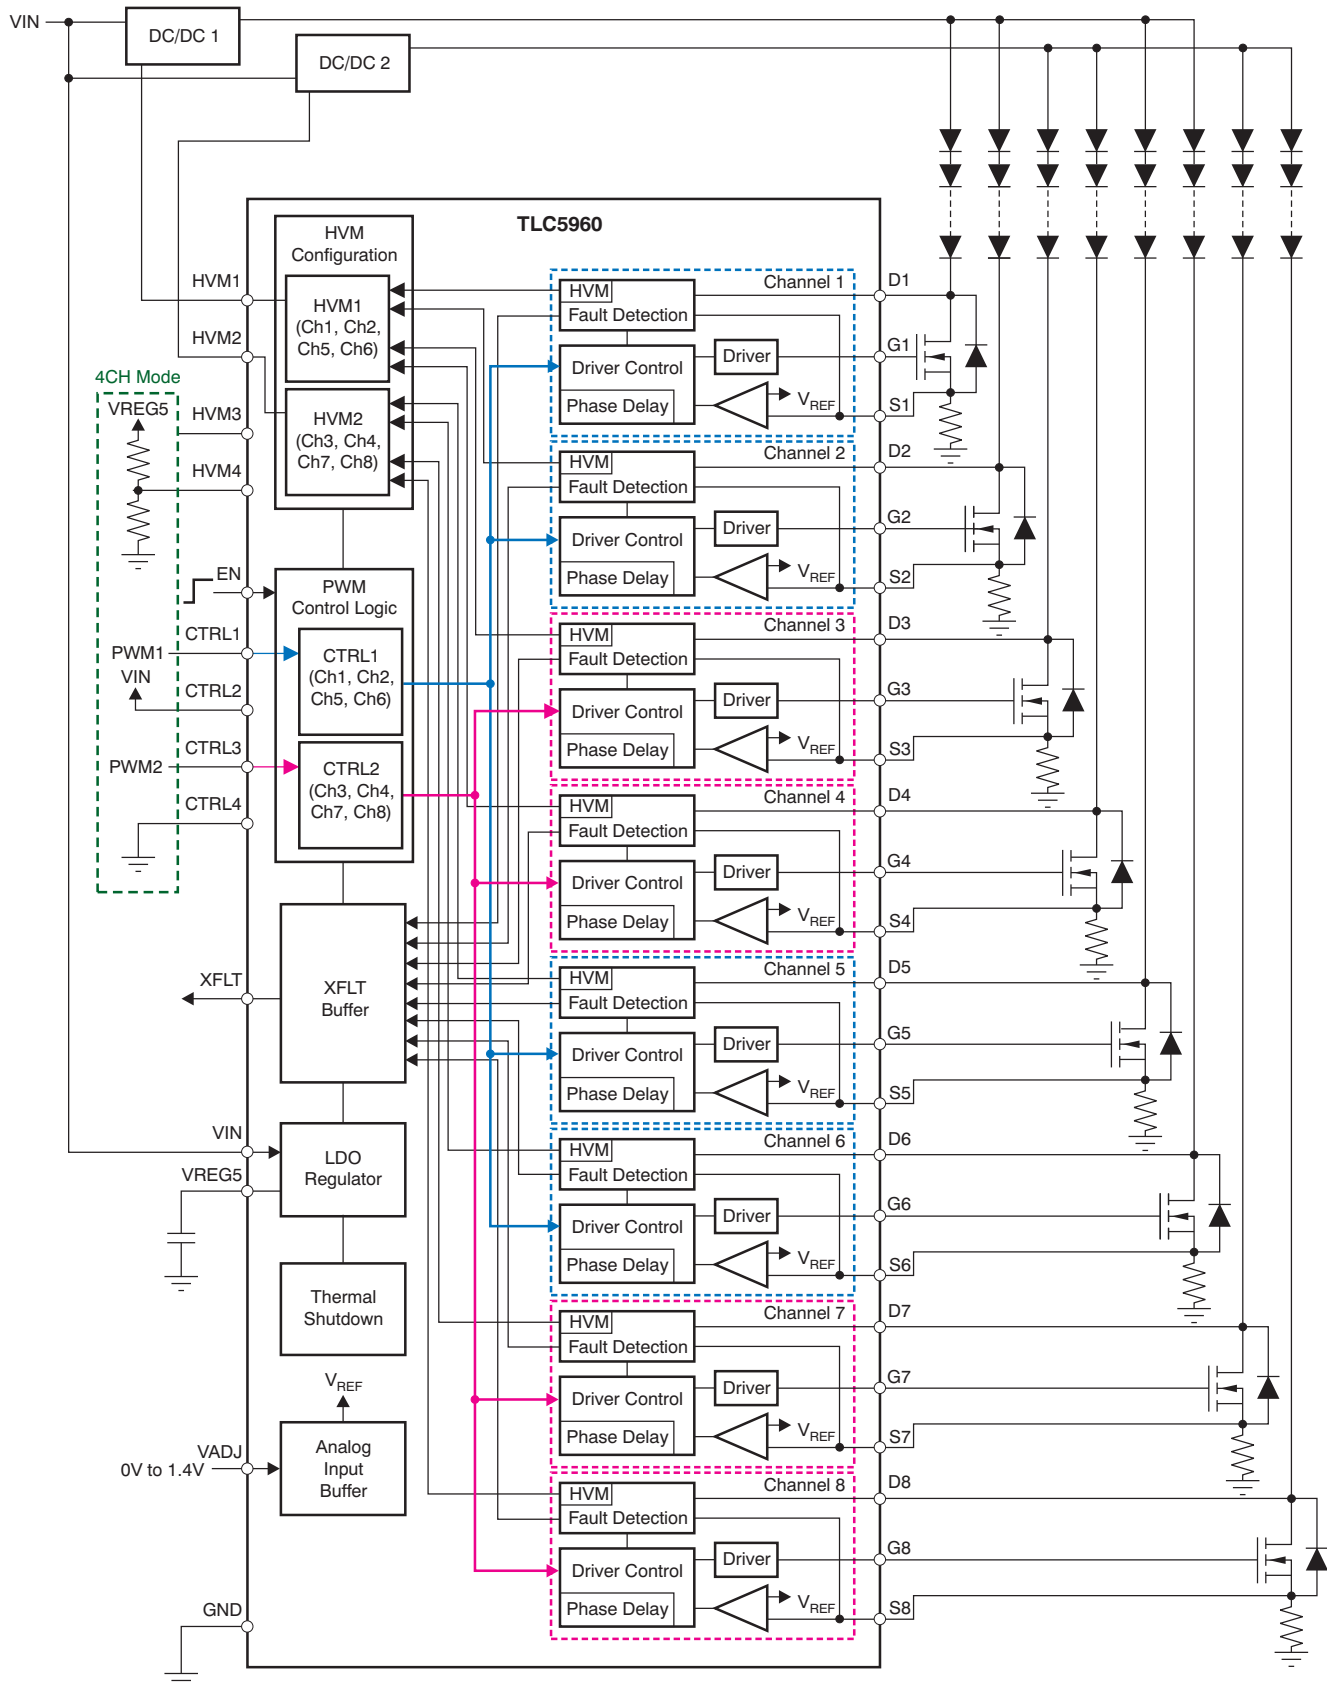 VIN
DC/DC 1
DC/DC 2
TLC5960
HVM
Configuration
HVM1
(Ch1, Ch2,
Ch5, Ch6)
HVM2
(Ch3, Ch4,
Ch7, Ch8)
HVM1
HVM2
4CH Mode
VREG5
HVM3
HVM4
EN
PWM
Control Logic
CTRL1
(Ch1, Ch2,
Ch5, Ch6)
CTRL2
(Ch3, Ch4,
Ch7, Ch8)
CTRL1
PWM1
VIN
CTRL2
CTRL3
PWM2
CTRL4
XFLT
XFLT
Buffer
VIN
VREG5
LDO
Regulator
Thermal
Shutdown
VREF
VADJ
0V to 1.4V
Analog
Input
Buffer
GND
Channel 1
HVM
Fault Detection
Driver Control
Phase Delay
Driver
VREF
D1
G1
S1
Channel 2
HVM
Fault Detection
Driver Control
Phase Delay
Driver
VREF
D2
G2
S2
Channel 3
HVM
Fault Detection
Driver Control
Phase Delay
Driver
VREF
D3
G3
S3
Channel 4
HVM
Fault Detection
Driver Control
Phase Delay
Driver
VREF
D4
G4
S4
Channel 5
HVM
Fault Detection
Driver Control
Phase Delay
Driver
VREF
D5
G5
S5
Channel 6
HVM
Fault Detection
Driver Control
Phase Delay
Driver
VREF
D6
G6
S6
Channel 7
HVM
Fault Detection
Driver Control
Phase Delay
Driver
VREF
D7
G7
S7
Channel 8
HVM
Fault Detection
Driver Control
Phase Delay
Driver
VREF
D8
G8
S8